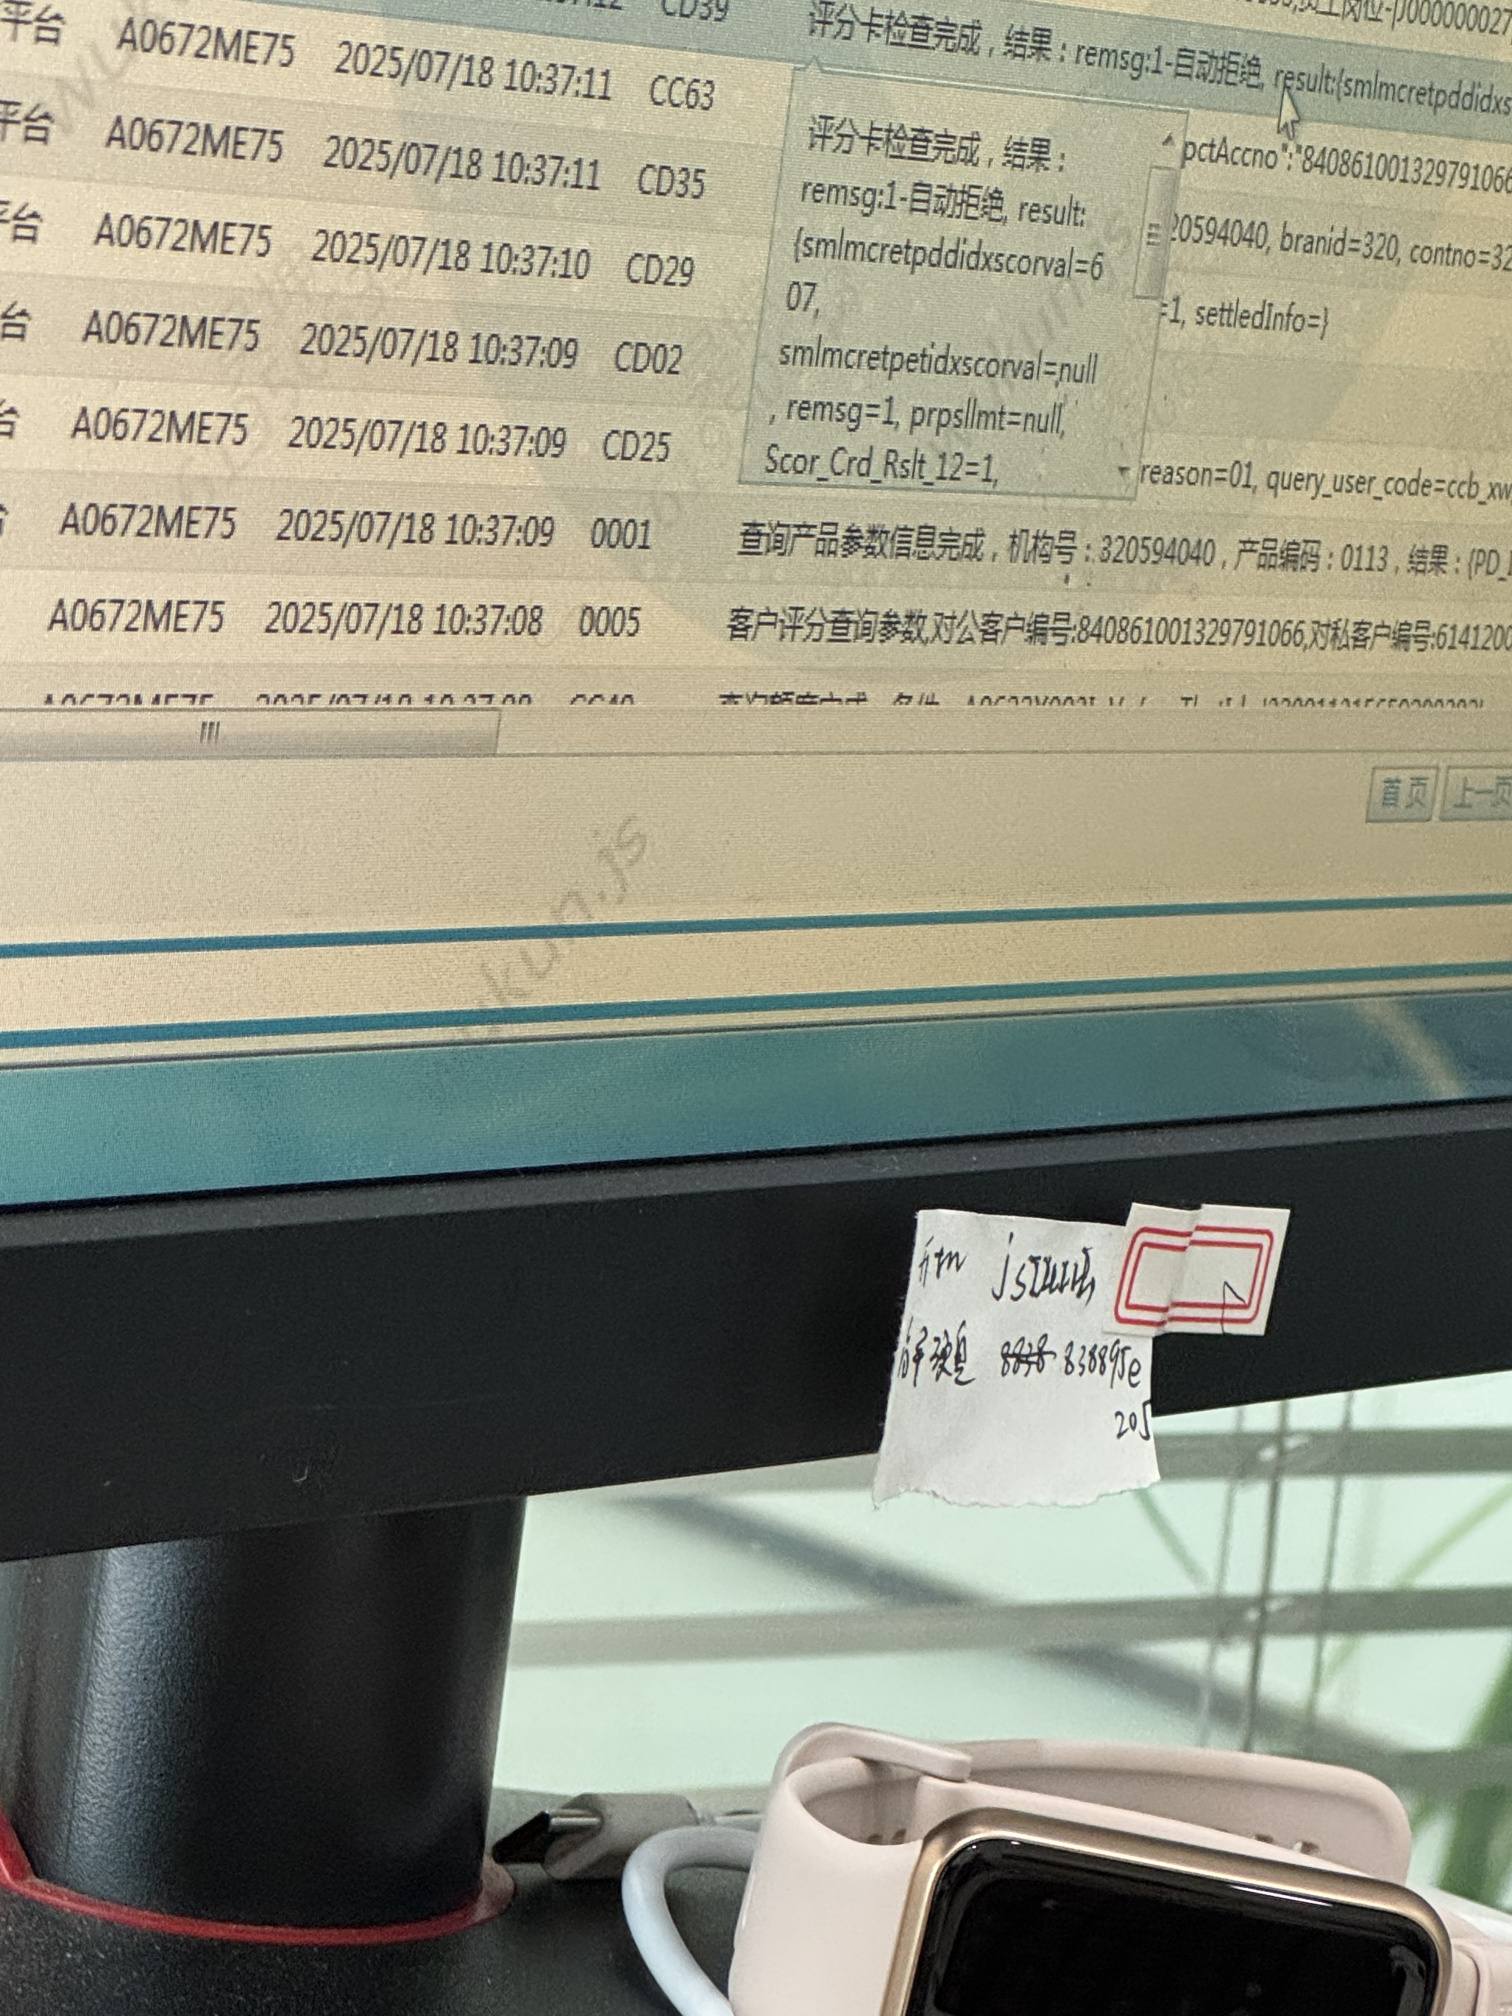 CD39
平台 A0672ME75 2025/07/18 10:37:11 CC63 评分卡检查完成，结果：remsg:1-自动拒绝, result:{smlmcretpddidxs
平台 A0672ME75 2025/07/18 10:37:11 CD35 pctAccno":"840861001329791066
平台 A0672ME75 2025/07/18 10:37:10 CD29 20594040, branid=320, contno=32
台 A0672ME75 2025/07/18 10:37:09 CD02 =1, settledInfo=}
台 A0672ME75 2025/07/18 10:37:09 CD25 reason=01, query_user_code=ccb_xw
台 A0672ME75 2025/07/18 10:37:09 0001 查询产品参数信息完成，机构号：320594040，产品编码：0113，结果：{PD_
A0672ME75 2025/07/18 10:37:08 0005 客户评分查询参数,对公客户编号:840861001329791066,对私客户编号:6141200
评分卡检查完成，结果：
remsg:1-自动拒绝, result:
{smlmcretpddidxscorval=6
07,
smlmcretpetidxscorval=null
, remsg=1, prpsllmt=null,
Scor_Crd_Rslt_12=1,
首页 上一页
wukun.js
838895e
205